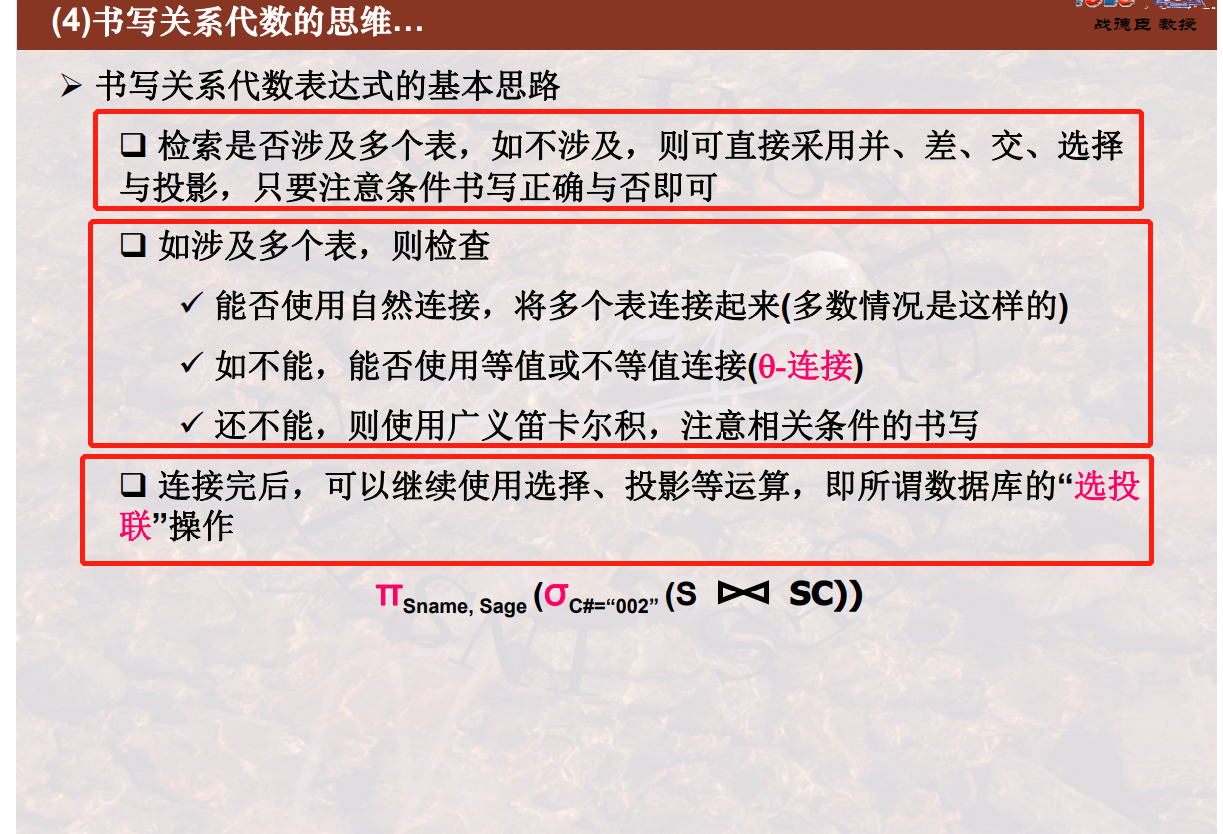 (4)书写关系代数的思维…
战德臣 教授
➢ 书写关系代数表达式的基本思路
❑ 检索是否涉及多个表，如不涉及，则可直接采用并、差、交、选择
与投影，只要注意条件书写正确与否即可
❑ 如涉及多个表，则检查
✓ 能否使用自然连接，将多个表连接起来(多数情况是这样的)
✓ 如不能，能否使用等值或不等值连接(θ-连接)
✓ 还不能，则使用广义笛卡尔积，注意相关条件的书写
❑ 连接完后，可以继续使用选择、投影等运算，即所谓数据库的“选投
联”操作
π Sname, Sage (σ C#=“002” (S ⋈ SC))